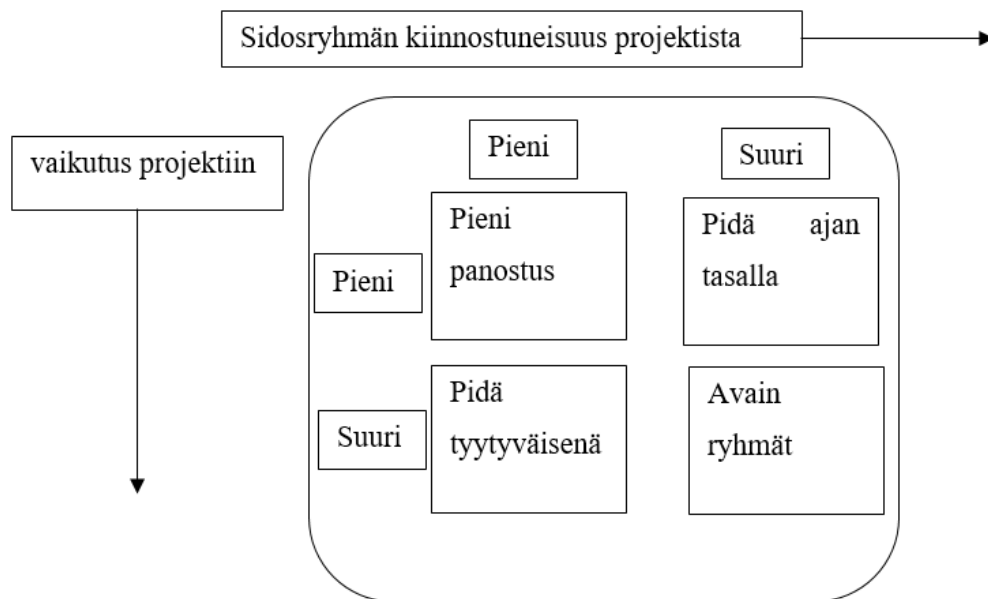 Sidosryhmän kiinnostuneisuus projektista
vaikutus projektiin
Pieni
Suuri
Pieni
Pieni
panostus
Pidä ajan
tasalla
Suuri
Pidä
tyytyväisenä
Avain
ryhmät